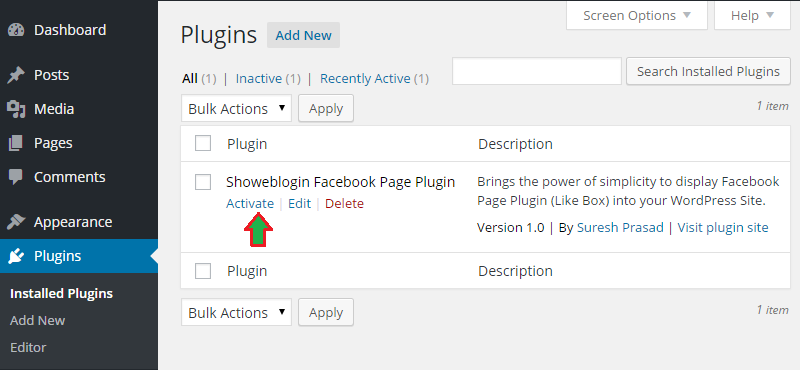 Dashboard
Posts
Media
Pages
Comments
Appearance
Plugins
Installed Plugins
Add New
Editor
Screen Options
Help
Plugins Add New
All (1) | Inactive (1) | Recently Active (1)
Search Installed Plugins
Bulk Actions Apply
1 item
Plugin Description
Showeblogin Facebook Page Plugin
Activate | Edit | Delete
Brings the power of simplicity to display Facebook
Page Plugin (Like Box) into your WordPress Site.
Version 1.0 | By Suresh Prasad | Visit plugin site
Plugin Description
Bulk Actions Apply
1 item